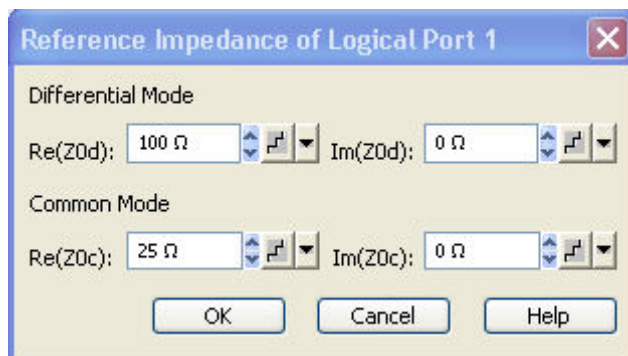 Reference Impedance of Logical Port 1
Differential Mode
Re(Z0d): 100 Ω Im(Z0d): 0 Ω
Common Mode
Re(Z0c): 25 Ω Im(Z0c): 0 Ω
OK Cancel Help